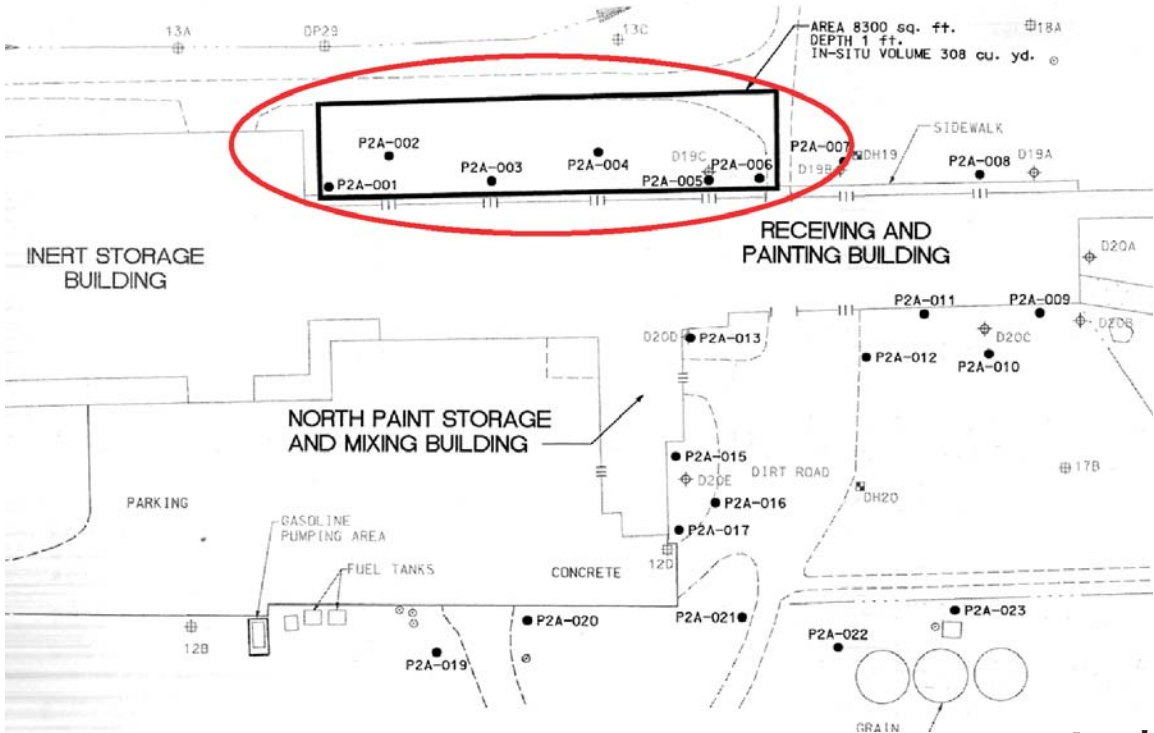 13A
DP29
13C
AREA 8300 sq. ft.
DEPTH 1 ft.
IN-SITU VOLUME 308 cu. yd.
18A
P2A-002
P2A-003
P2A-004
D19C
P2A-006
P2A-001
P2A-005
P2A-007
DH19
D19B
SIDEWALK
P2A-008
D19A
INERT STORAGE
BUILDING
RECEIVING AND
PAINTING BUILDING
D20A
P2A-011
P2A-009
D20B
D20D
P2A-013
D20C
P2A-012
P2A-010
NORTH PAINT STORAGE
AND MIXING BUILDING
P2A-015
D20E
DIRT ROAD
17B
PARKING
P2A-016
DH20
GASOLINE
PUMPING AREA
P2A-017
12D
FUEL TANKS
CONCRETE
12B
P2A-019
P2A-020
P2A-021
P2A-022
P2A-023
GRAIN